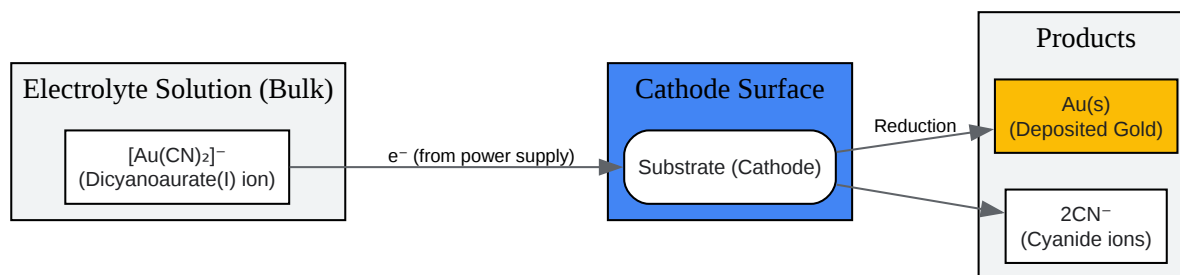 Electrolyte Solution (Bulk)
[Au(CN)₂]⁻
(Dicyanoaurate(I) ion)
e⁻ (from power supply)
Cathode Surface
Substrate (Cathode)
Reduction
Products
Au(s)
(Deposited Gold)
2CN⁻
(Cyanide ions)